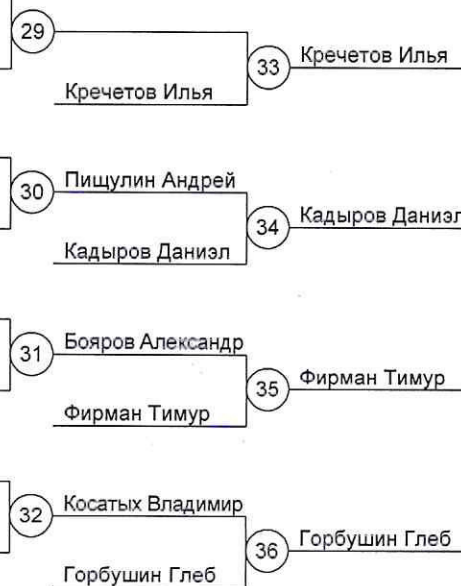 29
33
Кречетов Илья
Кречетов Илья
30
Пищулин Андрей
34
Кадыров Даниэл
Кадыров Даниэл
31
Бояров Александр
35
Фирман Тимур
Фирман Тимур
32
Косатых Владимир
36
Горбушин Глеб
Горбушин Глеб